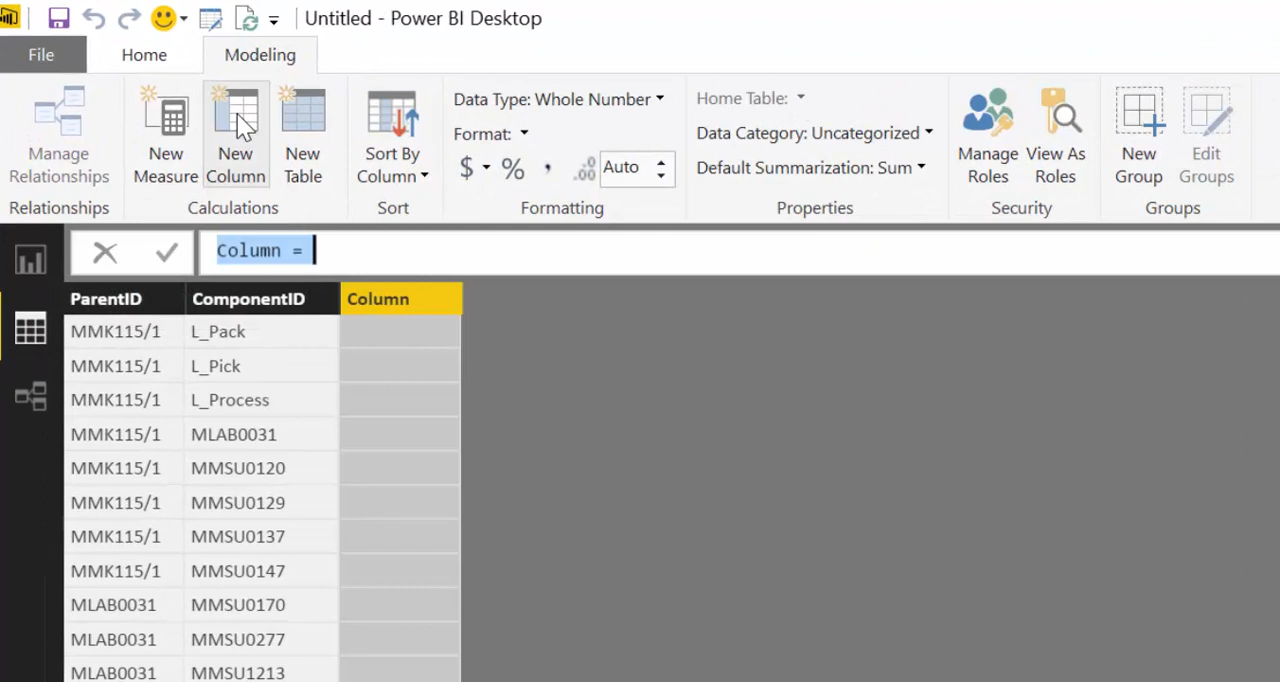 Untitled - Power BI Desktop
File Home Modeling
Manage Relationships
New Measure
New Column
New Table
Sort By Column
Data Type: Whole Number
Format:
$ % , .00 Auto
Home Table:
Data Category: Uncategorized
Default Summarization: Sum
Manage Roles
View As Roles
New Group
Edit Groups
Relationships Calculations Sort Formatting Properties Security Groups
Column =
ParentID ComponentID Column
MMK115/1 L_Pack
MMK115/1 L_Pick
MMK115/1 L_Process
MMK115/1 MLAB0031
MMK115/1 MMSU0120
MMK115/1 MMSU0129
MMK115/1 MMSU0137
MMK115/1 MMSU0147
MLAB0031 MMSU0170
MLAB0031 MMSU0277
MLAB0031 MMSU1213